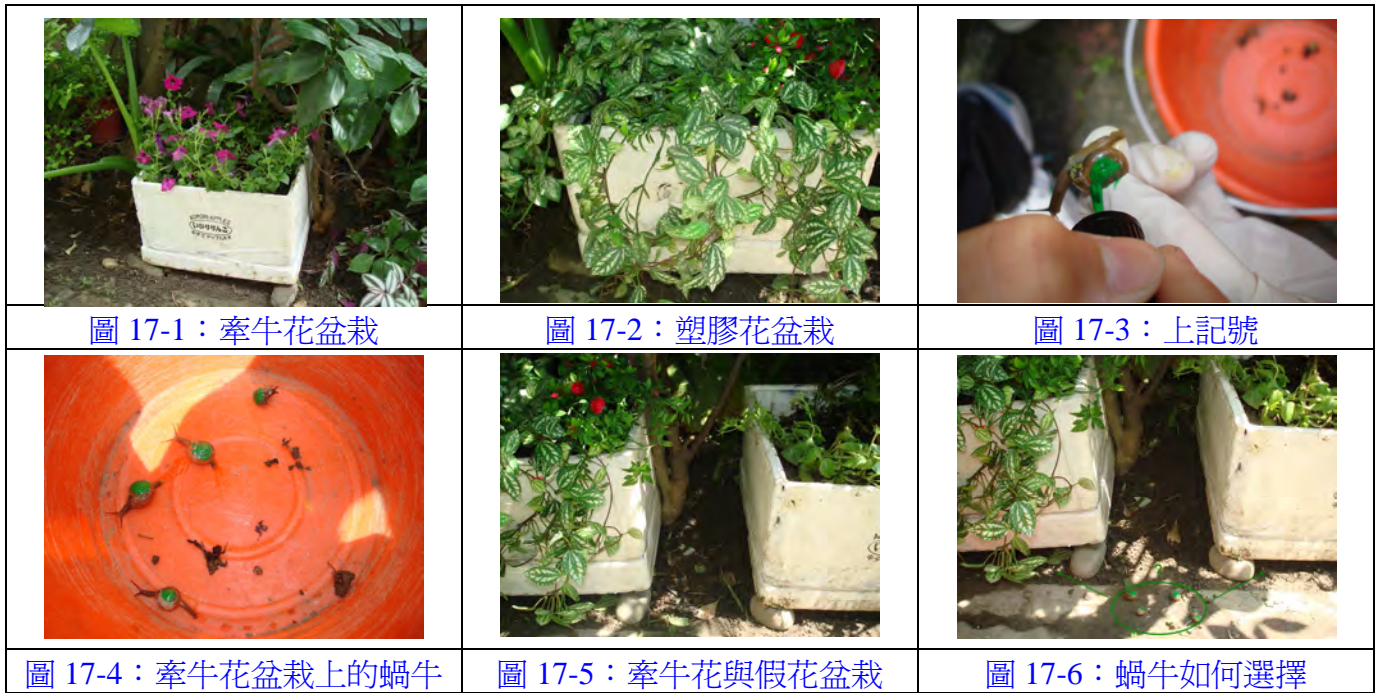 圖 17-1：牽牛花盆栽
圖 17-2：塑膠花盆栽
圖 17-3：上記號
圖 17-4：牽牛花盆栽上的蝸牛
圖 17-5：牽牛花與假花盆栽
圖 17-6：蝸牛如何選擇